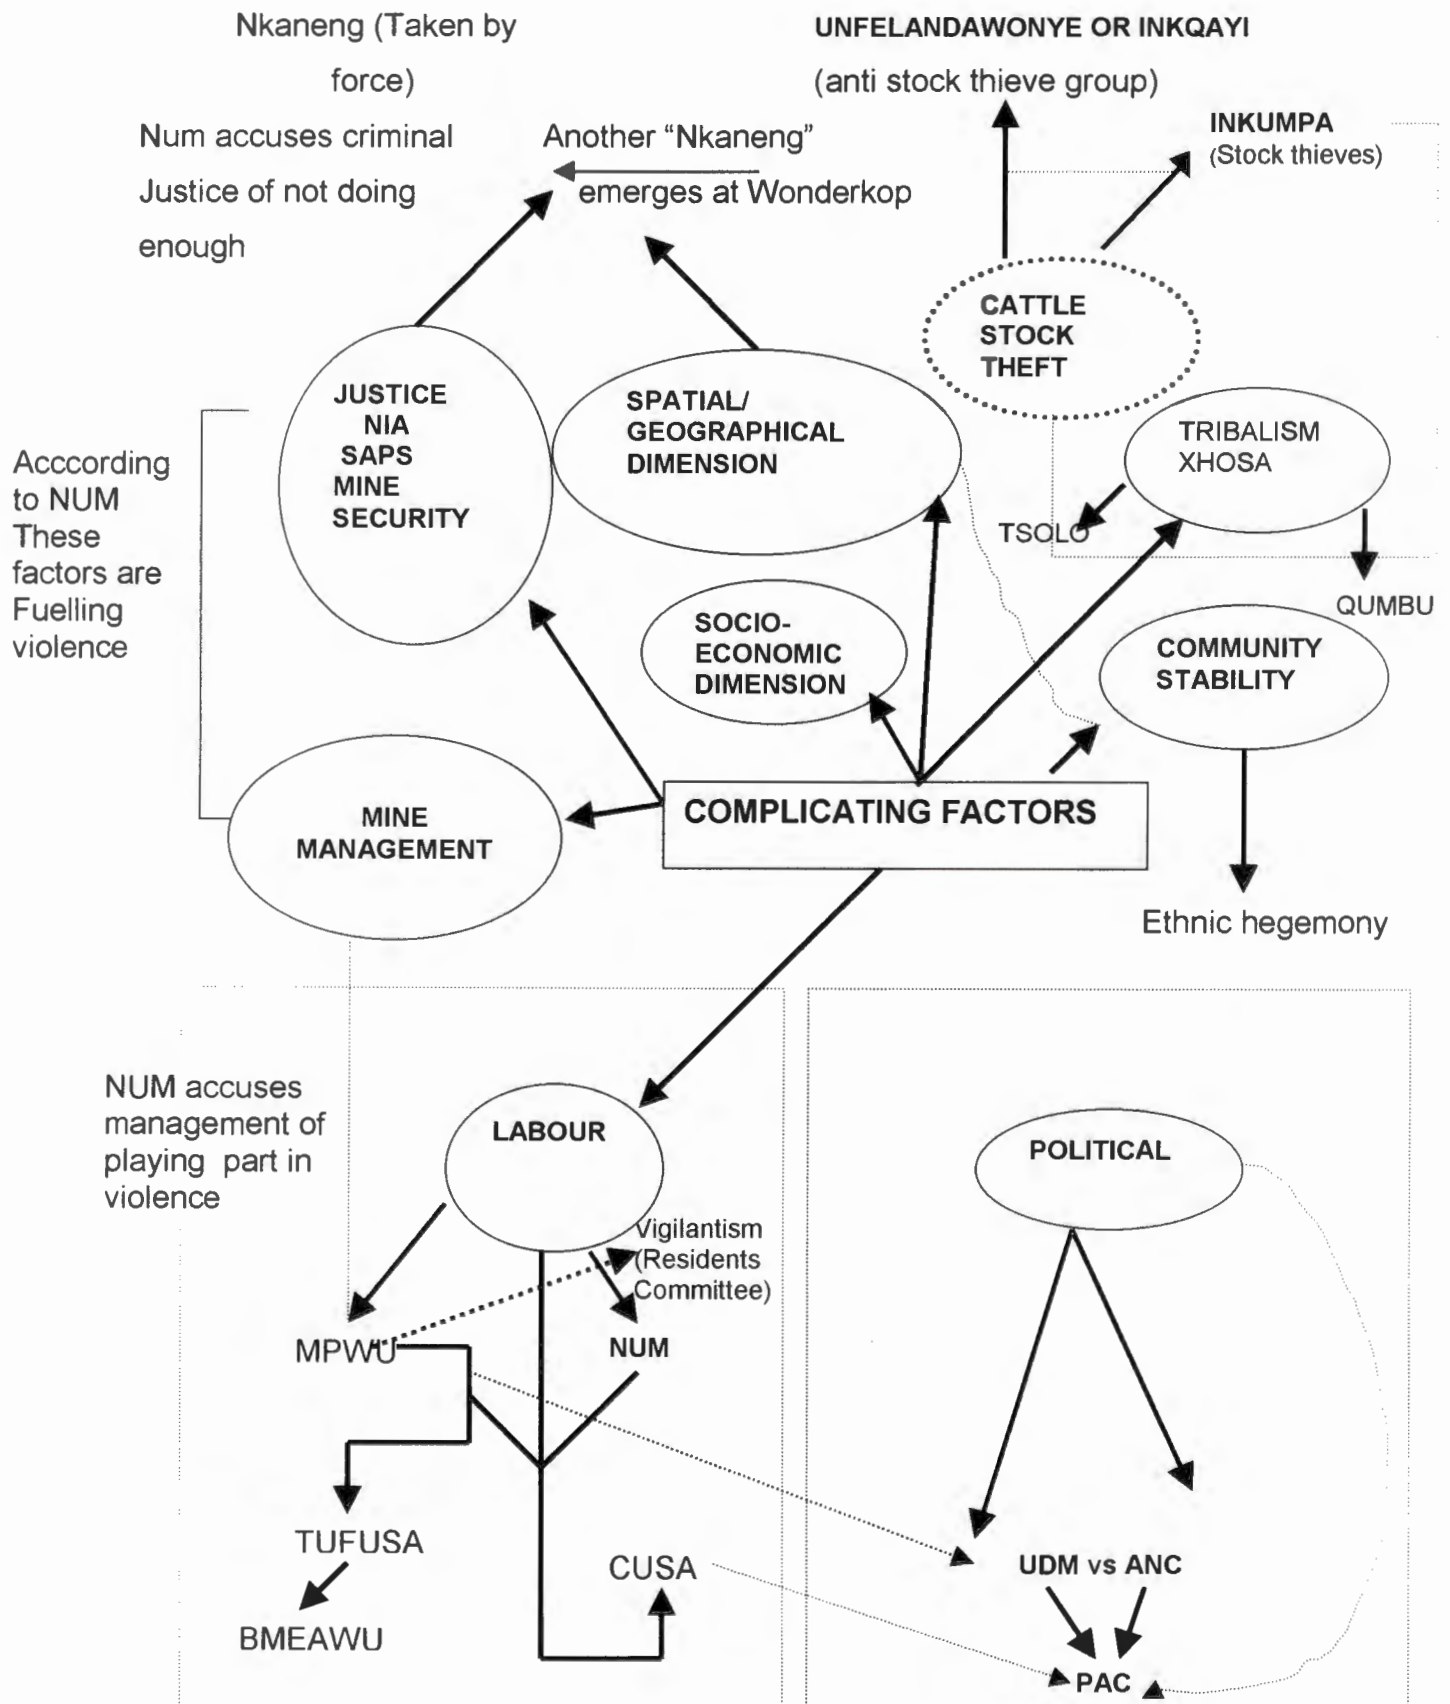 Nkaneng (Taken by
force)
UNFELANDAWONYE OR INKQAYI
(anti stock thieve group)
INKUMPA
(Stock thieves)
Num accuses criminal
Justice of not doing
enough
Another “Nkaneng”
emerges at Wonderkop
CATTLE
STOCK
THEFT
JUSTICE
NIA
SAPS
MINE
SECURITY
SPATIAL/
GEOGRAPHICAL
DIMENSION
TRIBALISM
XHOSA
Acccording
to NUM
These
factors are
Fuelling
violence
TSOLO
QUMBU
SOCIO-
ECONOMIC
DIMENSION
COMMUNITY
STABILITY
MINE
MANAGEMENT
COMPLICATING FACTORS
Ethnic hegemony
NUM accuses
management of
playing part in
violence
LABOUR
POLITICAL
Vigilantism
(Residents
Committee)
MPWU
NUM
TUFUSA
CUSA
BMEAWU
UDM vs ANC
PAC